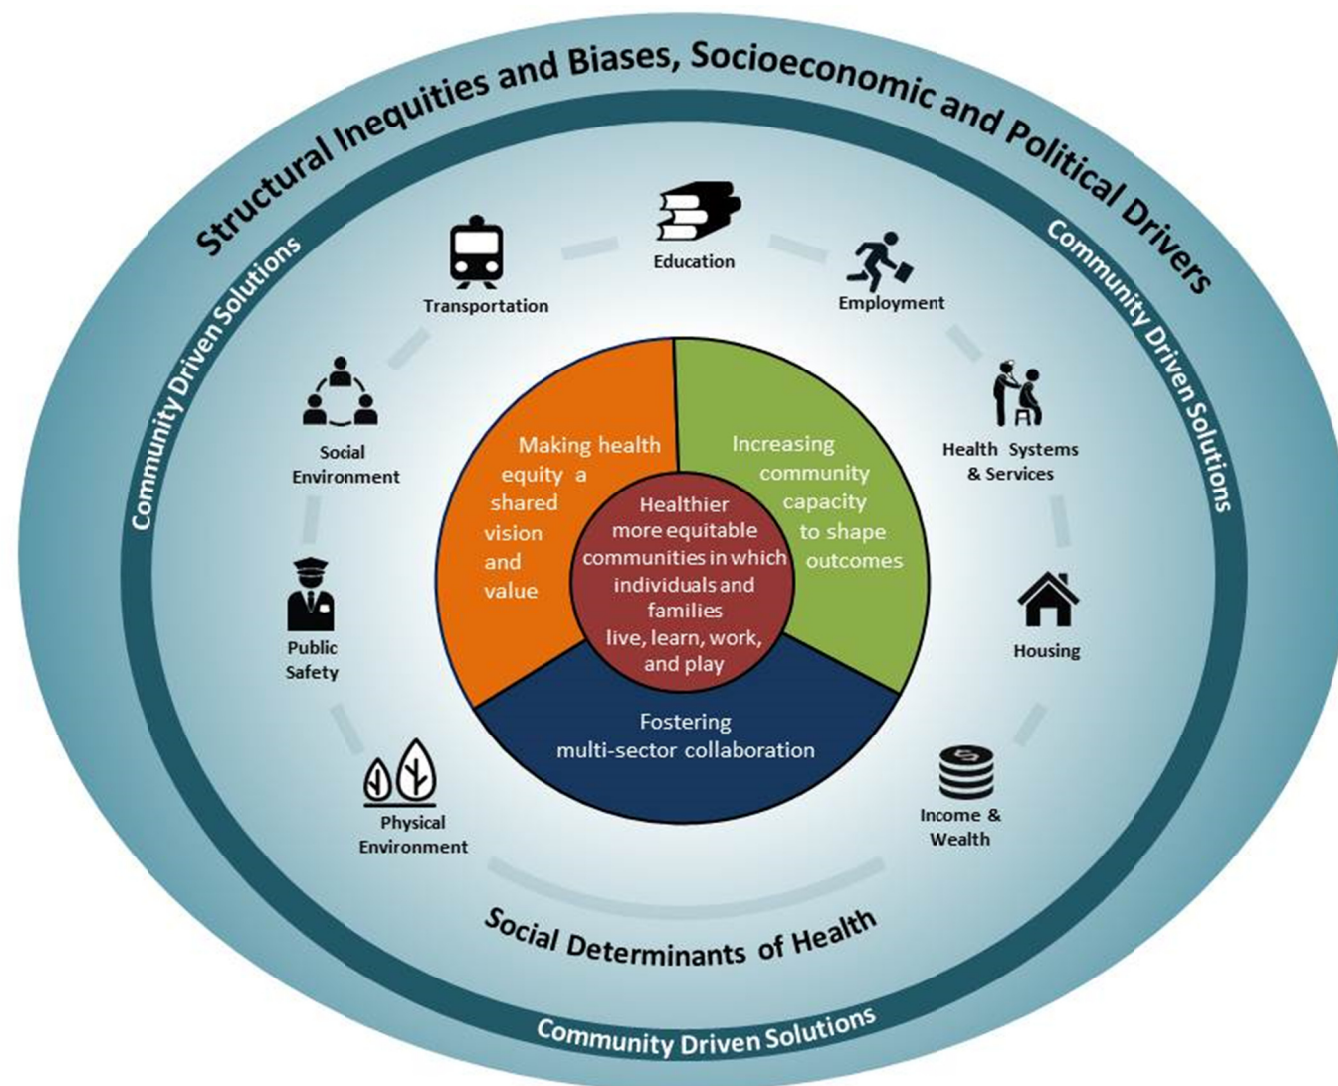 Structural Inequities and Biases, Socioeconomic and Political Drivers
Community Driven Solutions
Community Driven Solutions
Education
Transportation
Employment
Social
Environment
Health Systems
& Services
Public
Safety
Housing
Physical
Environment
Income &
Wealth
Making health
equity a
shared
vision
and
value
Increasing
community
capacity
to shape
outcomes
Healthier
more equitable
communities in which
individuals and
families
live, learn, work,
and play
Fostering
multi-sector collaboration
Social Determinants of Health
Community Driven Solutions